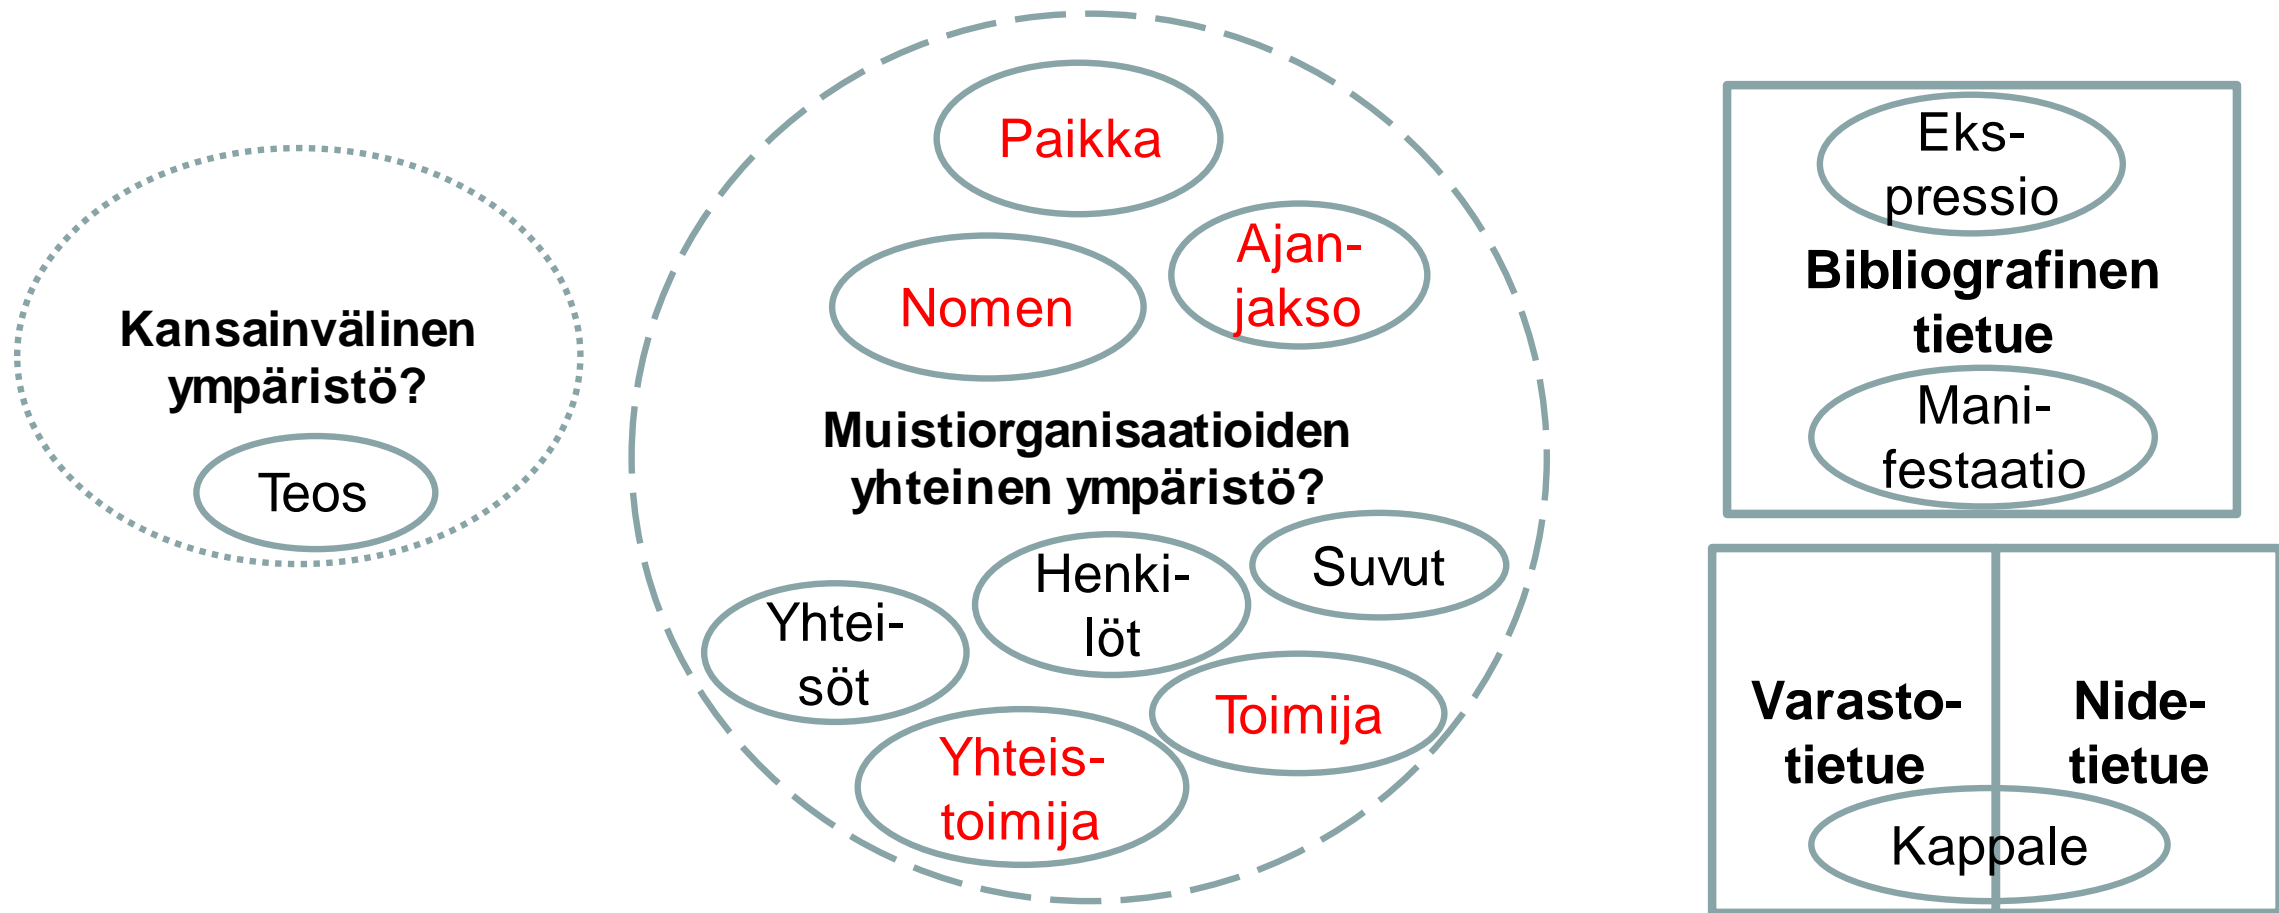 Kansainvälinen
ympäristö?
Teos
Paikka
Ajan-
jakso
Nomen
Muistiorganisaatioiden
yhteinen ympäristö?
Suvut
Henki-
löt
Yhtei-
söt
Toimija
Yhteis-
toimija
Eks-
pressio
Bibliografinen
tietue
Mani-
festaatio
Varasto-
tietue
Nide-
tietue
Kappale